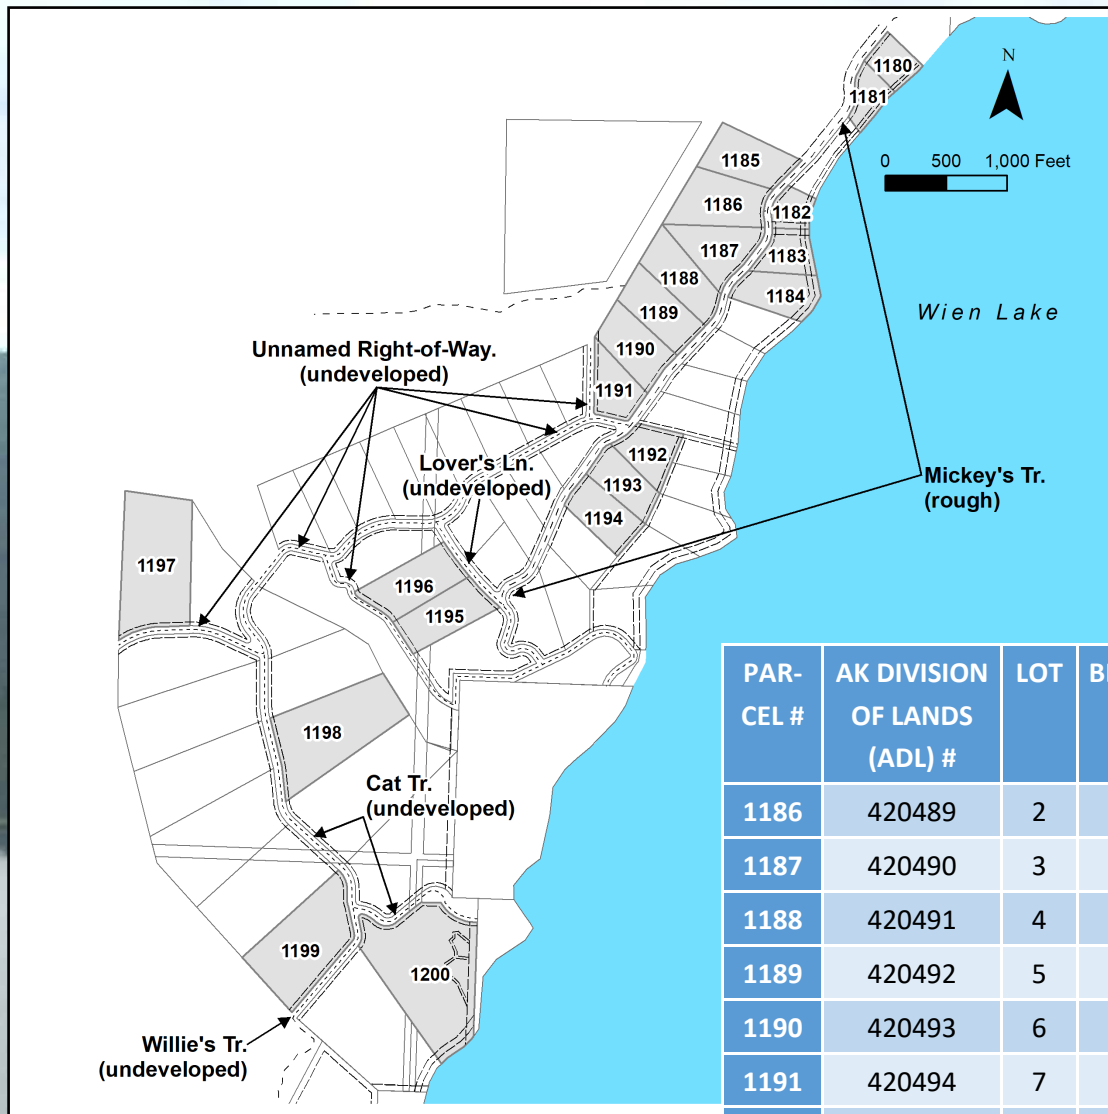 1180
N
1181
0 500 1,000 Feet
1185
1186
1182
1187
1183
1188
1184
1189
Wien Lake
1190
Unnamed Right-of-Way.
(undeveloped)
1191
Lover's Ln.
(undeveloped)
1192
Mickey's Tr.
(rough)
1193
1194
1197
1196
1195
1198
Cat Tr.
(undeveloped)
1199
1200
Willie's Tr.
(undeveloped)
PAR-
CEL #
AK DIVISION
OF LANDS
(ADL) #
LOT
1186 420489 2
1187 420490 3
1188 420491 4
1189 420492 5
1190 420493 6
1191 420494 7